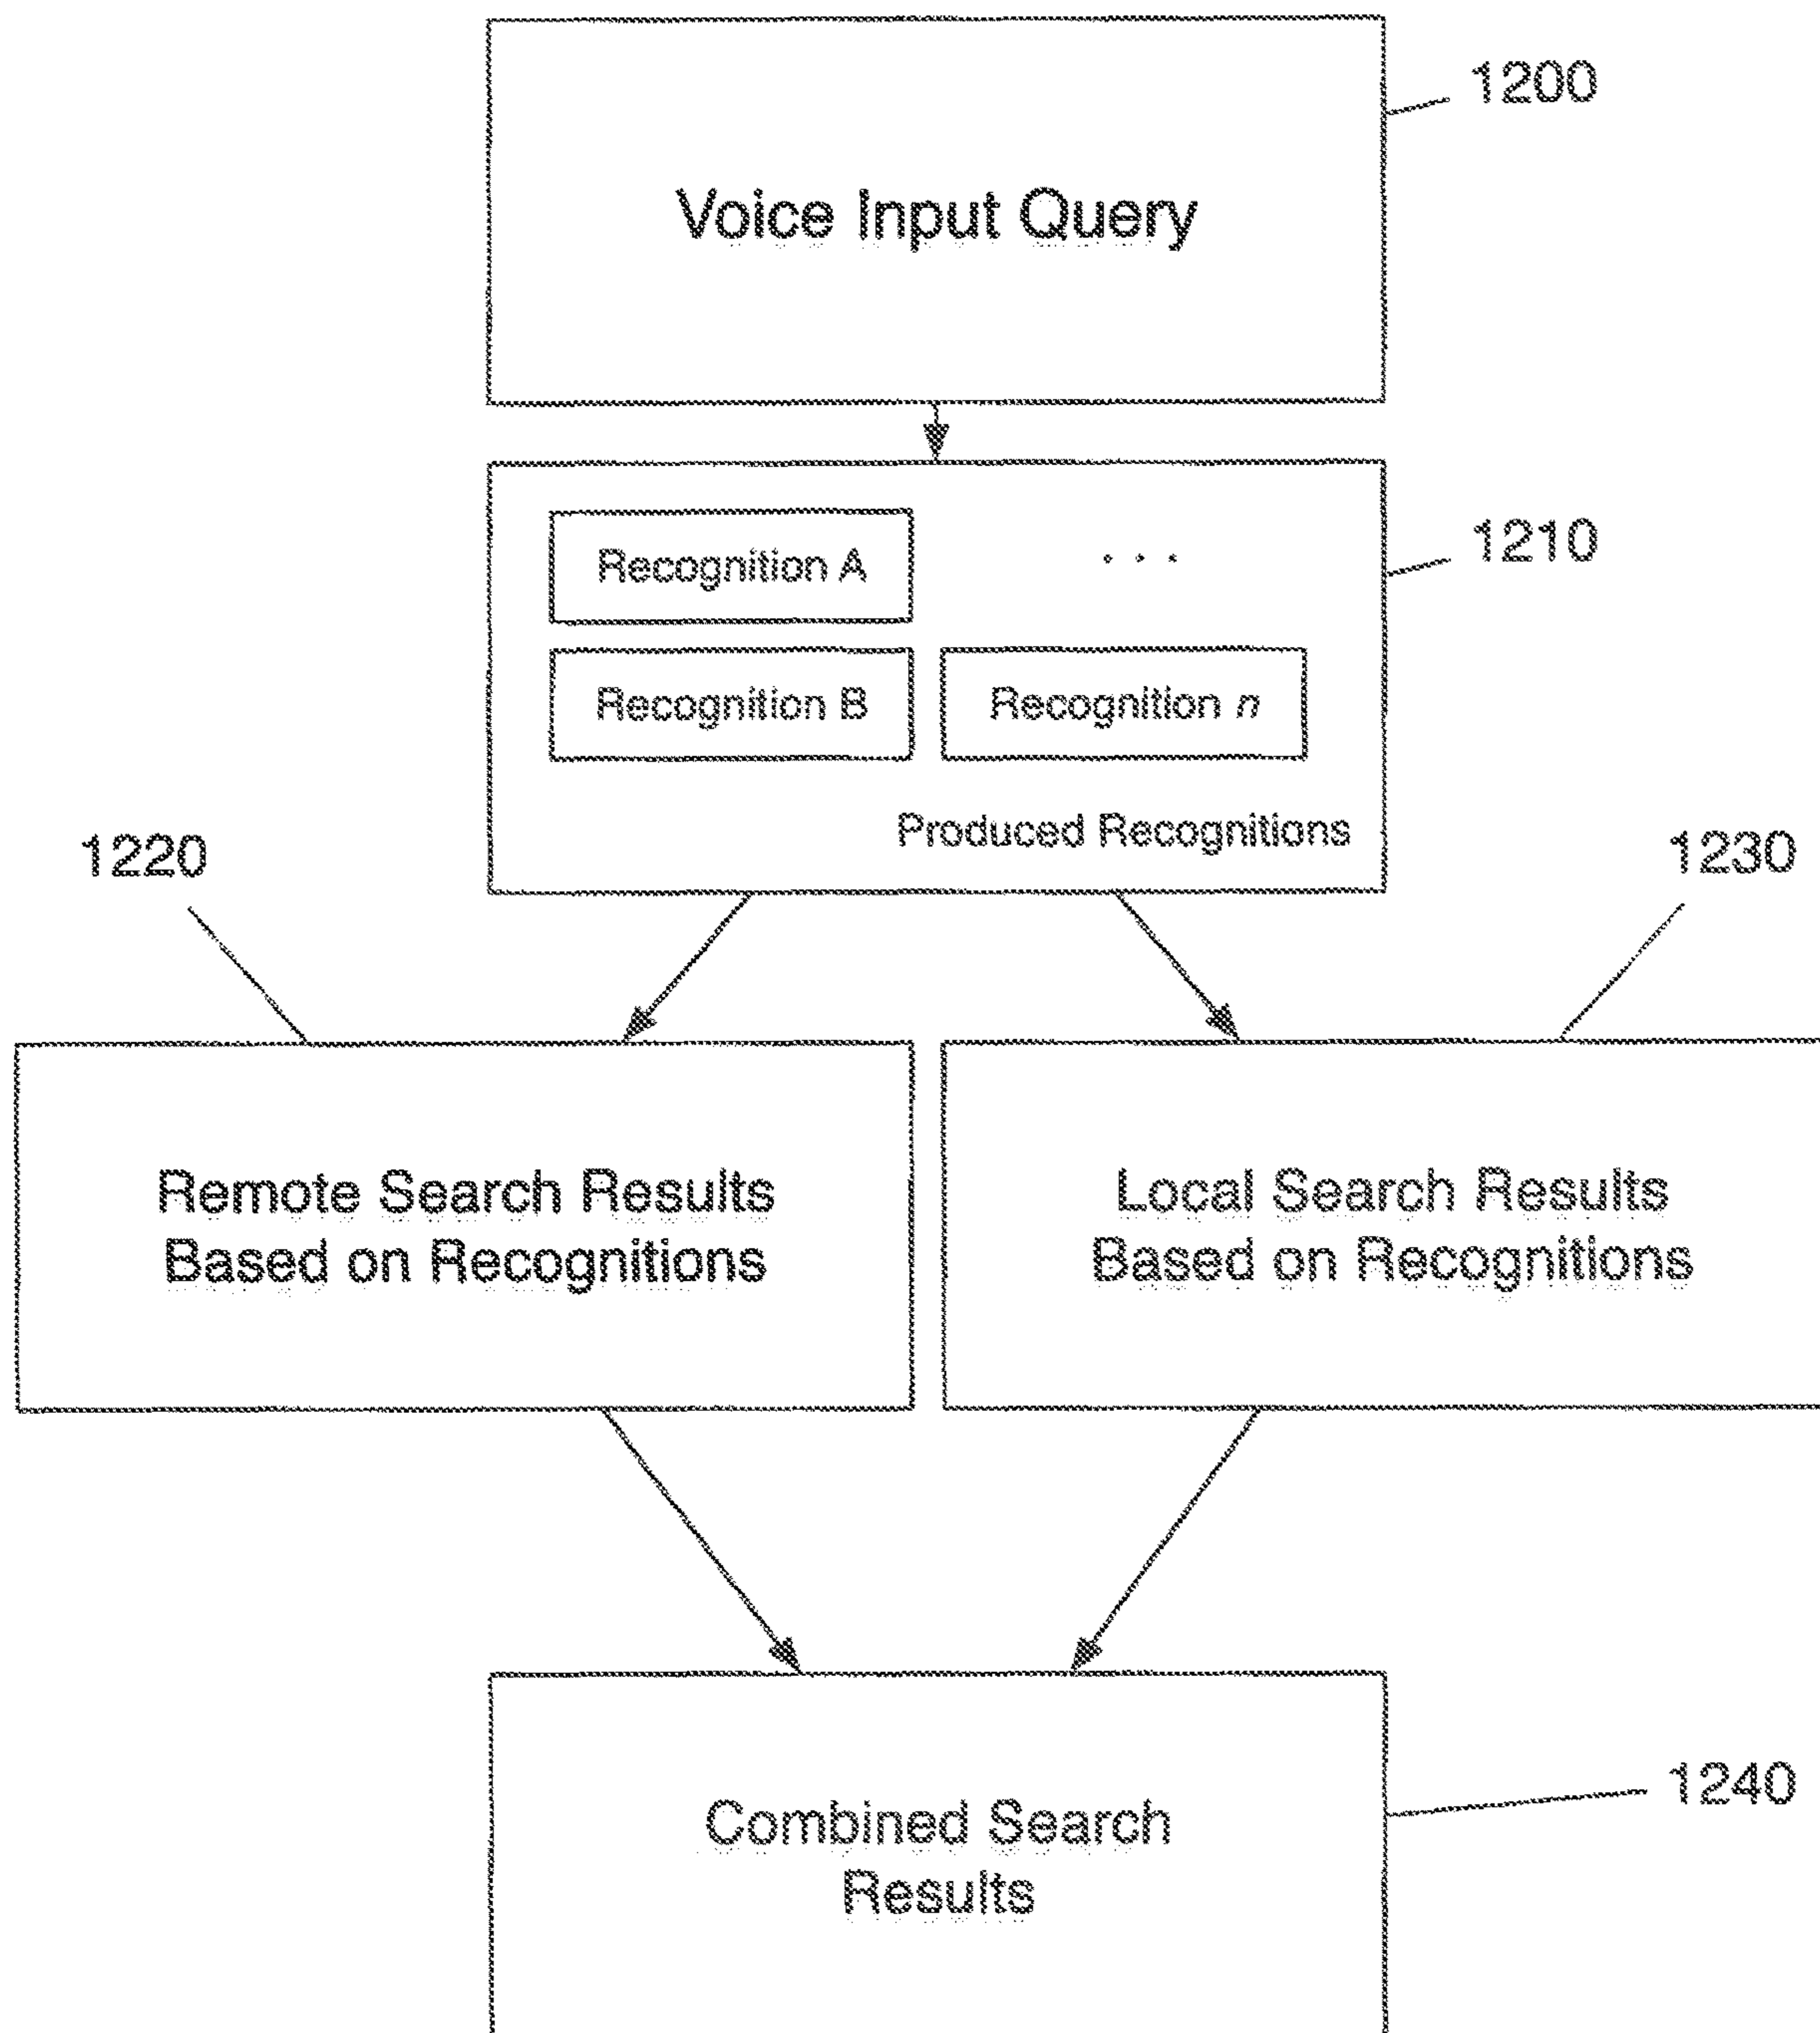 1200
Voice Input Query
1210
Recognition A
. . .
Recognition B
Recognition n
Produced Recognitions
1220
1230
Remote Search Results
Based on Recognitions
Local Search Results
Based on Recognitions
1240
Combined Search
Results